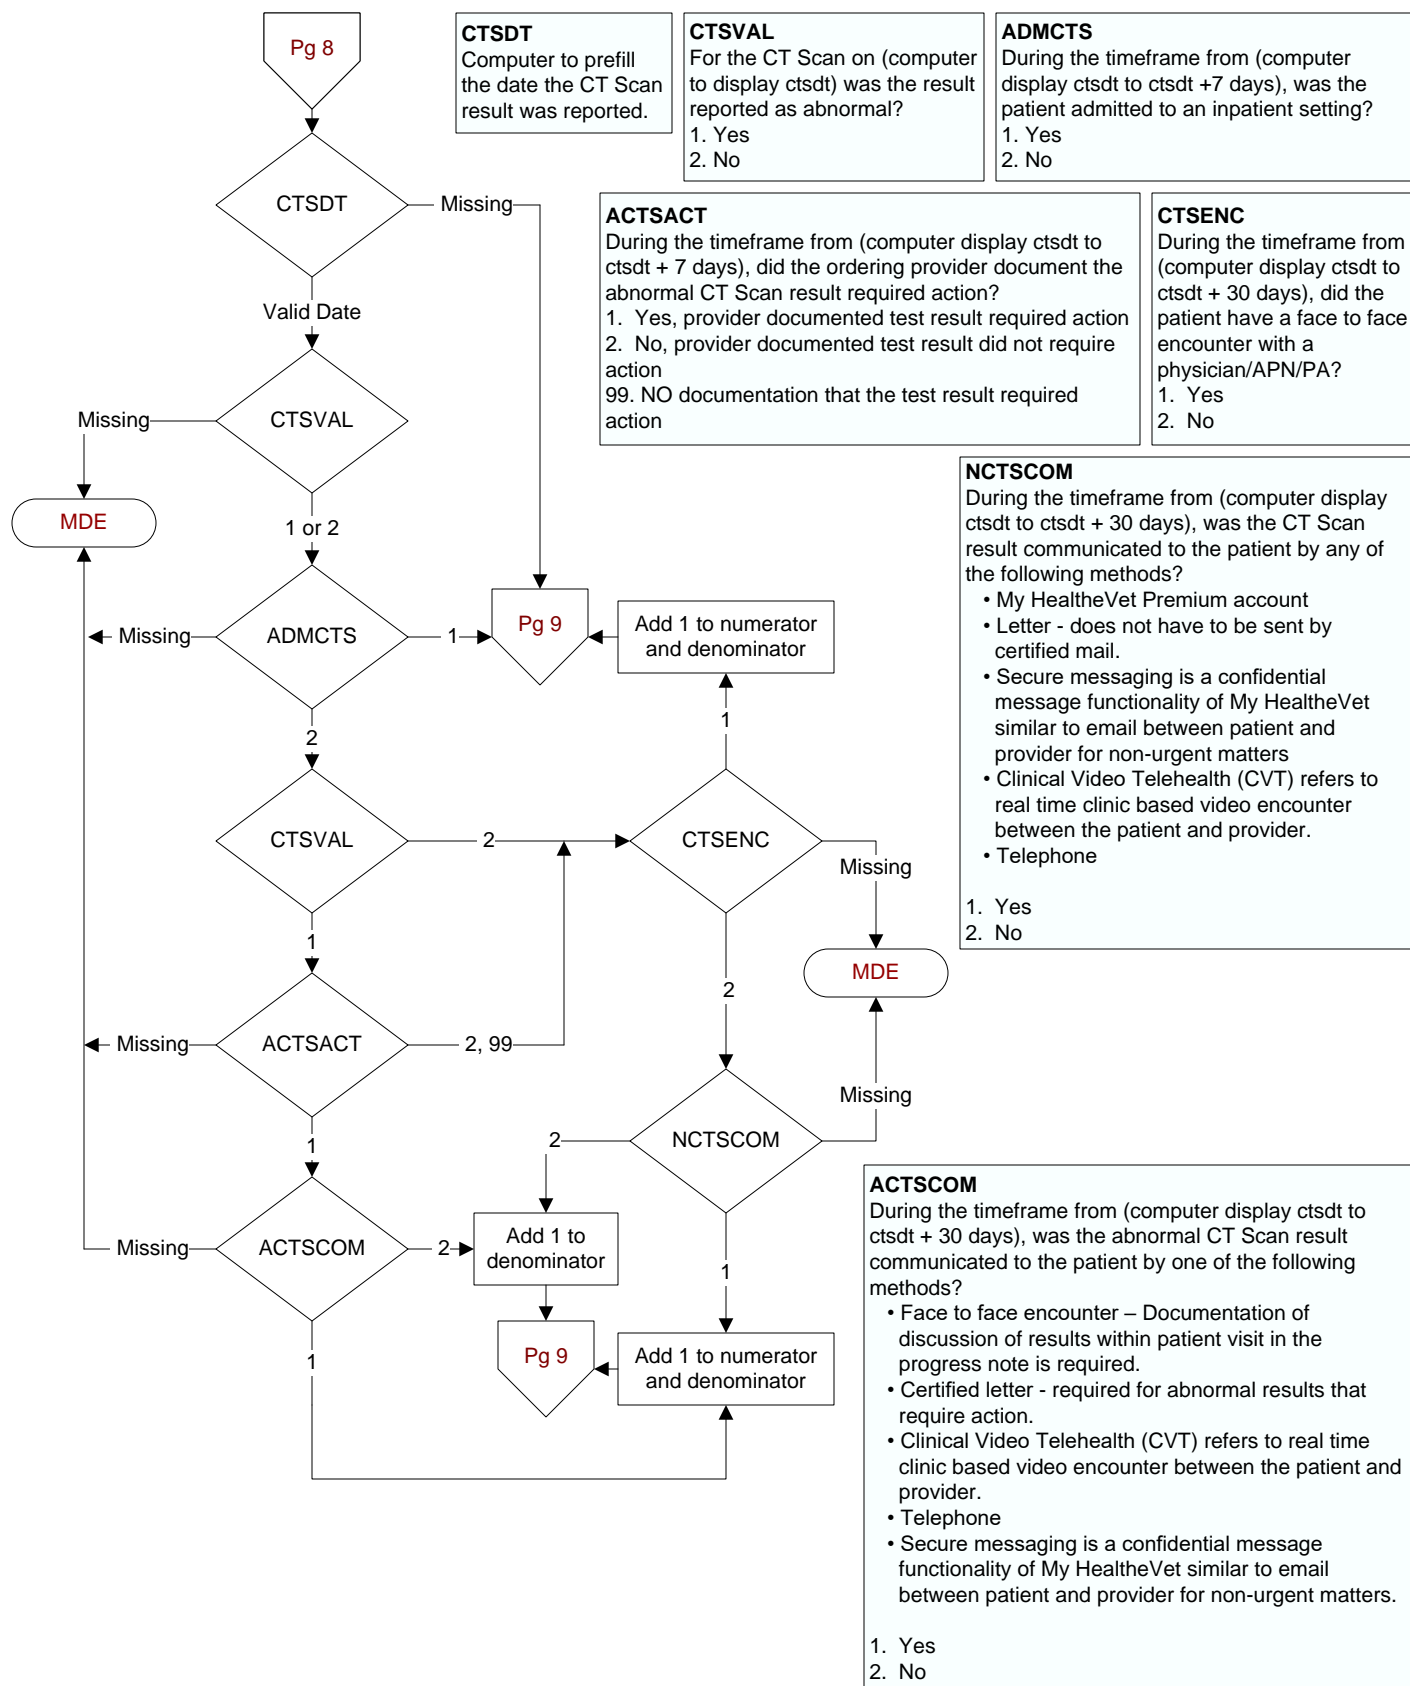 Pg 8
CTSDT
Computer to prefill
the date the CT Scan
result was reported.
CTSVAL
For the CT Scan on (computer
to display ctsdt) was the result
reported as abnormal?
1. Yes
2. No
ADMCTS
During the timeframe from (computer
display ctsdt to ctsdt +7 days), was the
patient admitted to an inpatient setting?
1. Yes
2. No
CTSDT
Missing
ACTSACT
During the timeframe from (computer display ctsdt to
ctsdt + 7 days), did the ordering provider document the
abnormal CT Scan result required action?
1. Yes, provider documented test result required action
2. No, provider documented test result did not require
action
99. NO documentation that the test result required
action
CTSENC
During the timeframe from
(computer display ctsdt to
ctsdt + 30 days), did the
patient have a face to face
encounter with a
physician/APN/PA?
1. Yes
2. No
Valid Date
Missing
CTSVAL
MDE
1 or 2
NCTSCOM
During the timeframe from (computer display
ctsdt to ctsdt + 30 days), was the CT Scan
result communicated to the patient by any of
the following methods?
• My HealtheVet Premium account
• Letter - does not have to be sent by
certified mail.
• Secure messaging is a confidential
message functionality of My HealtheVet
similar to email between patient and
provider for non-urgent matters
• Clinical Video Telehealth (CVT) refers to
real time clinic based video encounter
between the patient and provider.
• Telephone
1. Yes
2. No
Missing
ADMCTS
1
Pg 9
Add 1 to numerator
and denominator
2
1
CTSVAL
2
CTSENC
Missing
1
2
MDE
Missing
ACTSACT
2, 99
Missing
1
2
NCTSCOM
Missing
ACTSCOM
2
Add 1 to
denominator
1
1
Pg 9
Add 1 to numerator
and denominator
ACTSCOM
During the timeframe from (computer display ctsdt to
ctsdt + 30 days), was the abnormal CT Scan result
communicated to the patient by one of the following
methods?
• Face to face encounter – Documentation of
discussion of results within patient visit in the
progress note is required.
• Certified letter - required for abnormal results that
require action.
• Clinical Video Telehealth (CVT) refers to real time
clinic based video encounter between the patient and
provider.
• Telephone
• Secure messaging is a confidential message
functionality of My HealtheVet similar to email
between patient and provider for non-urgent matters.
1. Yes
2. No